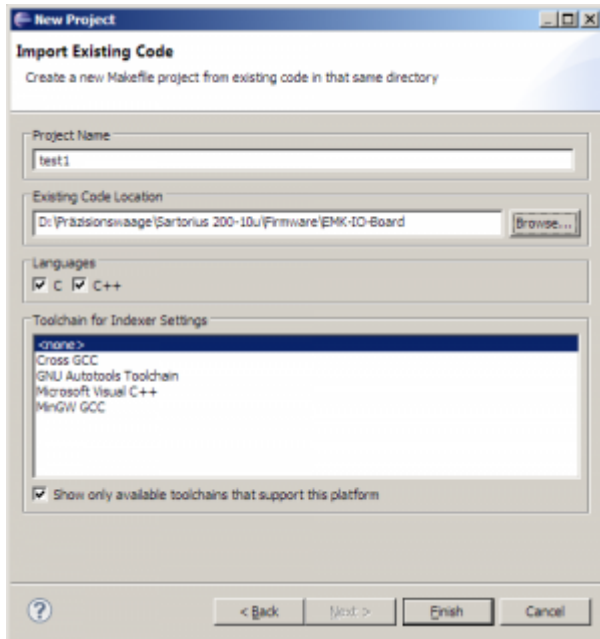 New Project
Import Existing Code
Create a new Makefile project from existing code in that same directory
Project Name
test1
Existing Code Location
D:\Präzisionswaage\Sartorius 200-10u\Firmware\EMK-IO-Board
Browse...
Languages
C C++
Toolchain for Indexer Settings
<none>
Cross GCC
GNU Autotools Toolchain
Microsoft Visual C++
MinGW GCC
Show only available toolchains that support this platform
?
< Back Next > Finish Cancel